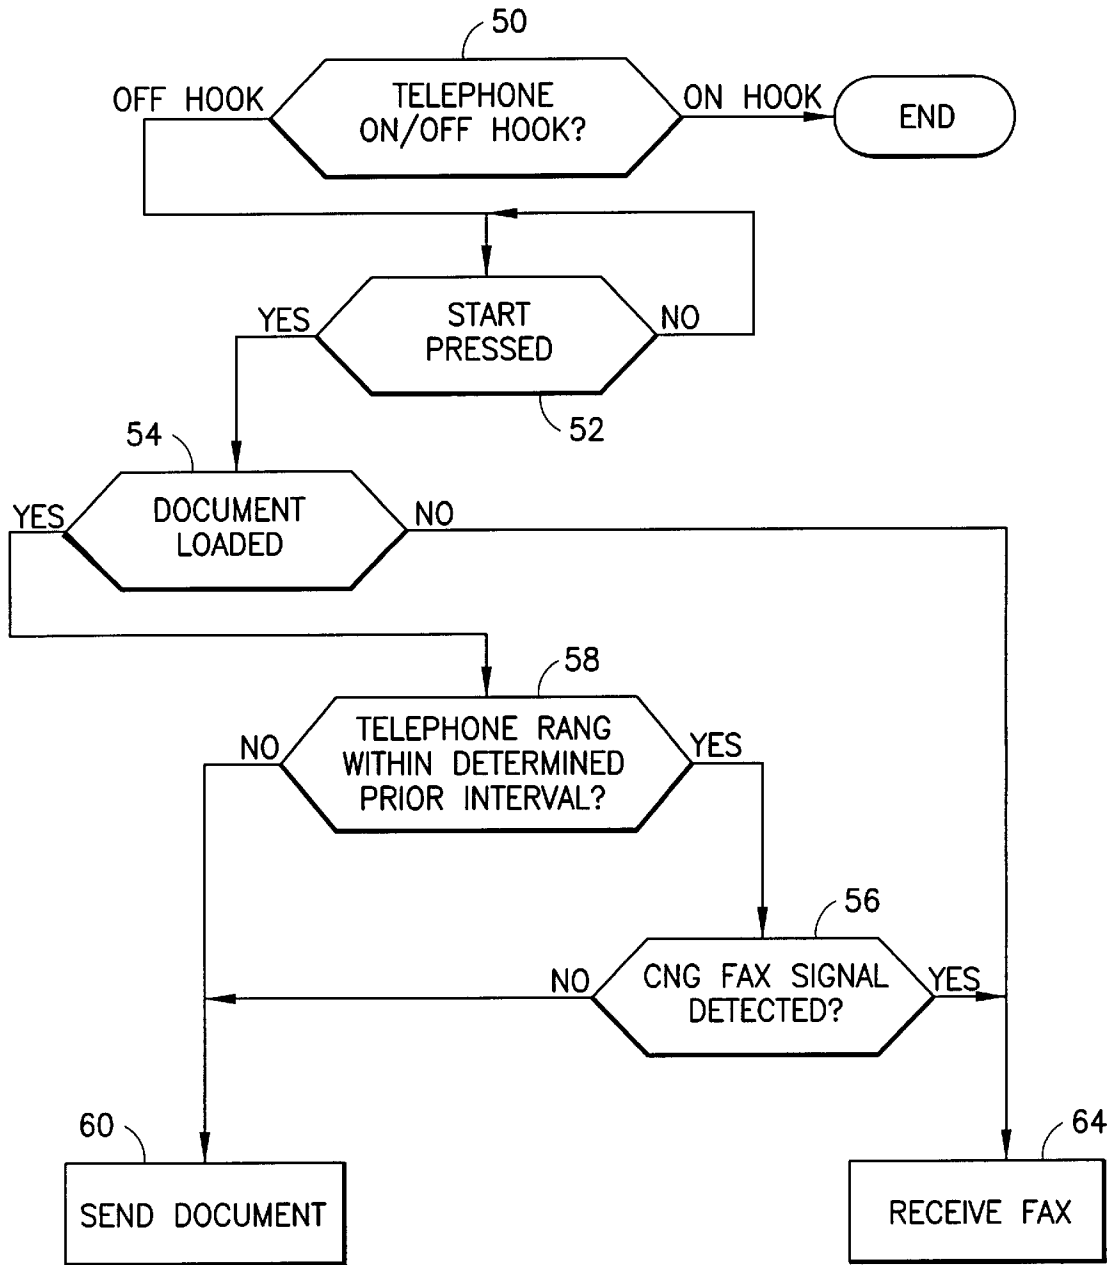 50
OFF HOOK
TELEPHONE
ON/OFF HOOK?
ON HOOK
END
YES
START
PRESSED
NO
52
54
YES
DOCUMENT
LOADED
NO
58
NO
TELEPHONE RANG
WITHIN DETERMINED
PRIOR INTERVAL?
YES
56
NO
CNG FAX SIGNAL
DETECTED?
YES
60
SEND DOCUMENT
64
RECEIVE FAX